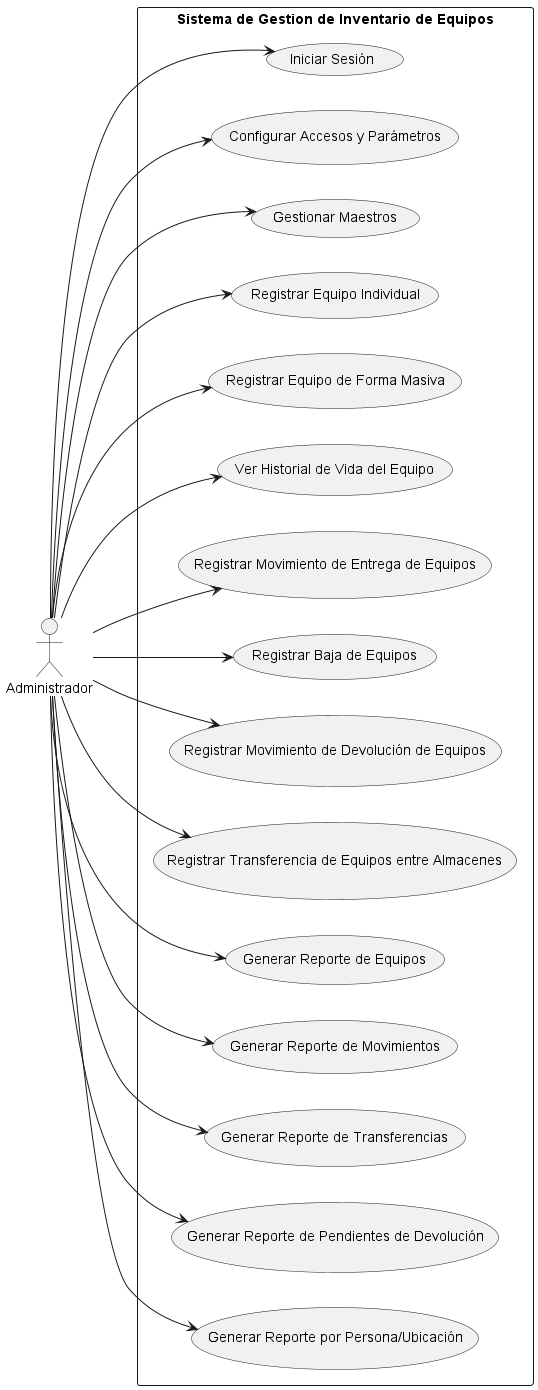 Sistema de Gestion de Inventario de Equipos
Iniciar Sesión
Configurar Accesos y Parámetros
Gestionar Maestros
Registrar Equipo Individual
Registrar Equipo de Forma Masiva
Ver Historial de Vida del Equipo
Registrar Movimiento de Entrega de Equipos
Registrar Baja de Equipos
Administrador
Registrar Movimiento de Devolución de Equipos
Registrar Transferencia de Equipos entre Almacenes
Generar Reporte de Equipos
Generar Reporte de Movimientos
Generar Reporte de Transferencias
Generar Reporte de Pendientes de Devolución
Generar Reporte por Persona/Ubicación